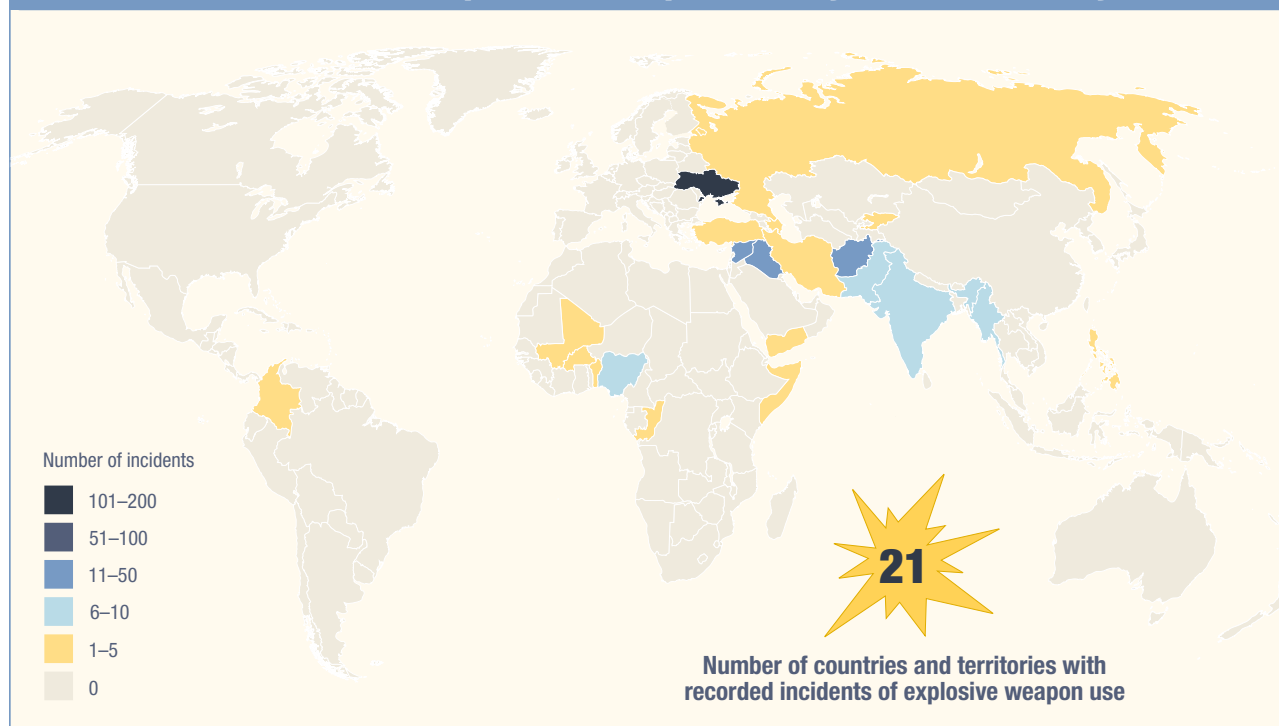 Number of incidents
101–200
51–100
11–50
6–10
1–5
0
21
Number of countries and territories with
recorded incidents of explosive weapon use